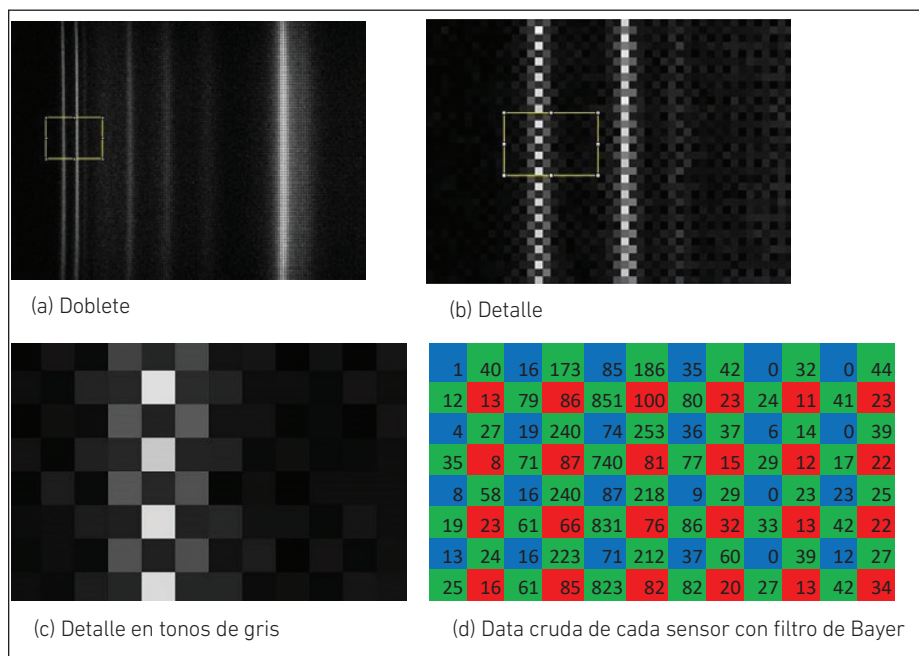 (a) Doblete
(b) Detalle
(c) Detalle en tonos de gris
1 40 16 173 85 186 35 42 0 32 0 44
12 13 79 86 851 100 80 23 24 11 41 23
4 27 19 240 74 253 36 37 6 14 0 39
35 8 71 87 740 81 77 15 29 12 17 22
8 58 16 240 87 218 9 29 0 23 23 25
19 23 61 66 831 76 86 32 33 13 42 22
13 24 16 223 71 212 37 60 0 39 12 27
25 16 61 85 823 82 82 20 27 13 42 34
(d) Data cruda de cada sensor con filtro de Bayer